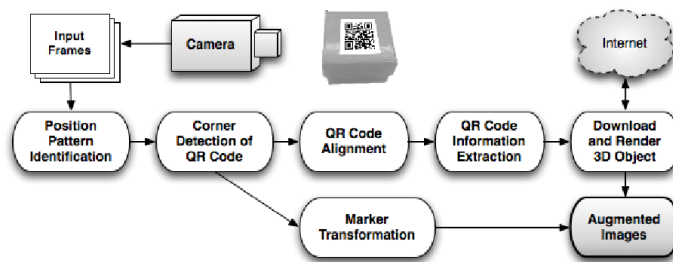 Input
Frames
Camera
Internet
Position
Pattern
Identification
Corner
Detection of
QR Code
QR Code
Alignment
QR Code
Information
Extraction
Download
and Render
3D Object
Marker
Transformation
Augmented
Images